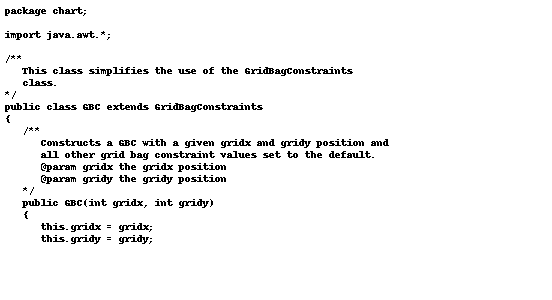 package chart;
import java.awt.*;
/**
This class simplifies the use of the GridBagConstraints
class.
*/
public class GBC extends GridBagConstraints
{
/**
Constructs a GBC with a given gridx and gridy position and
all other grid bag constraint values set to the default.
@param gridx the gridx position
@param gridy the gridy position
*/
public GBC(int gridx, int gridy)
{
this.gridx = gridx;
this.gridy = gridy;